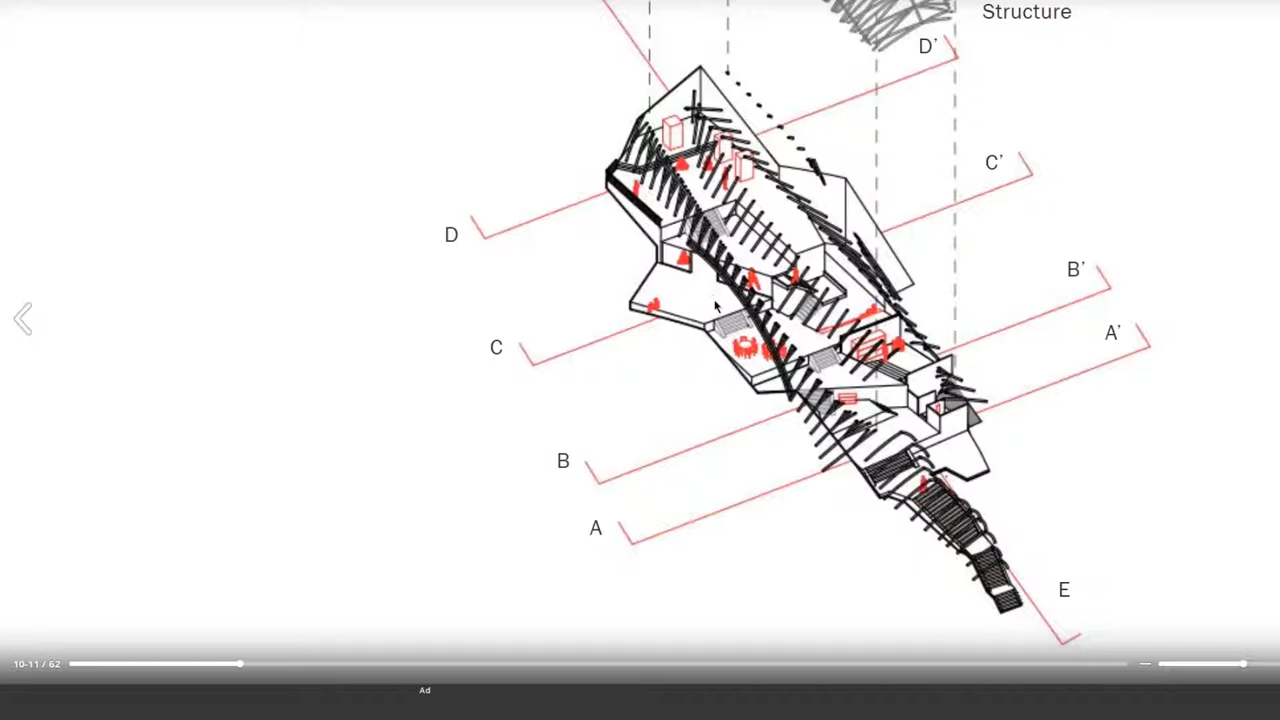 Structure
D’
C’
D
B’
A’
C
B
A
E
10-11 / 62
Ad